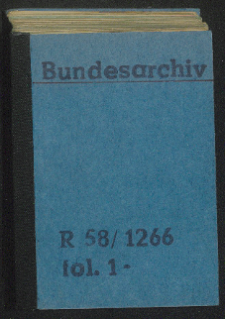 Bundesarchiv
R 58/1266
fol. 1-